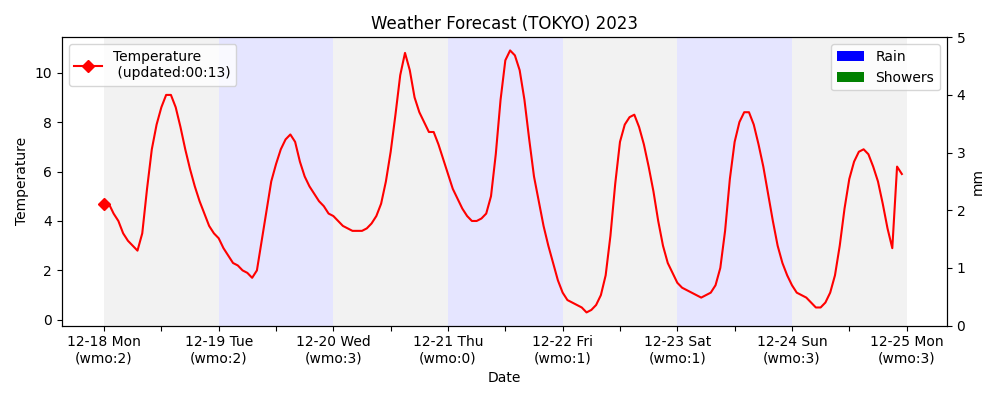 Weather Forecast (TOKYO) 2023
Temperature
(updated:00:13)
Rain
Showers
Temperature
10
8
6
4
2
0
5
4
3
2
1
0
mm
12-18 Mon
(wmo:2)
12-19 Tue
(wmo:2)
12-20 Wed
(wmo:3)
12-21 Thu
(wmo:0)
12-22 Fri
(wmo:1)
12-23 Sat
(wmo:1)
12-24 Sun
(wmo:3)
12-25 Mon
(wmo:3)
Date